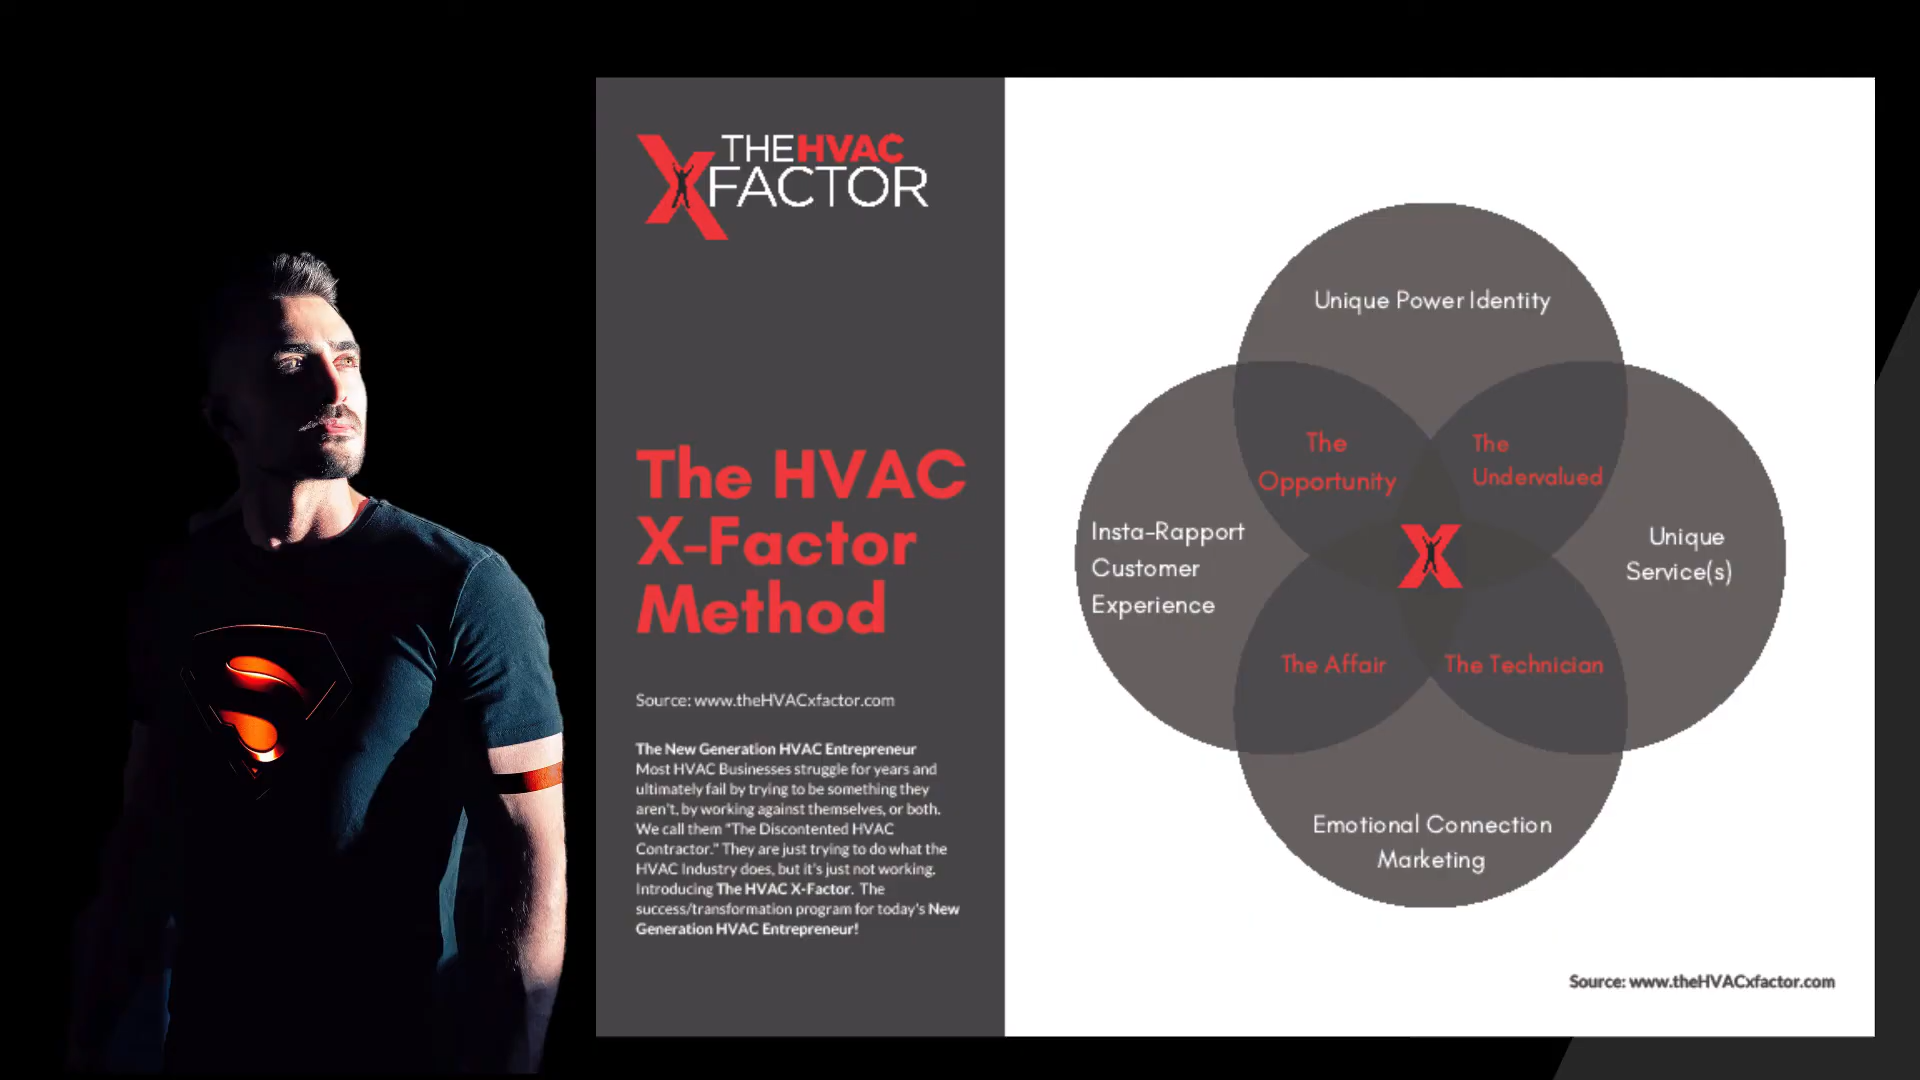 THE HVAC
X FACTOR
The HVAC
X-Factor
Method
Source: www.theHVACxfactor.com
The New Generation HVAC Entrepreneur
Most HVAC Businesses struggle for years and
ultimately fail by trying to be something they
aren't, by working against themselves, or both.
We call them "The Discontented HVAC
Contractor." They are just trying to do what the
HVAC Industry does, but it's just not working.
Introducing The HVAC X-Factor. The
success/transformation program for today's New
Generation HVAC Entrepreneur!
Unique Power Identity
The
Opportunity
The
Undervalued
Insta-Rapport
Customer
Experience
X
Unique
Service(s)
The Affair
The Technician
Emotional Connection
Marketing
Source: www.theHVACxfactor.com